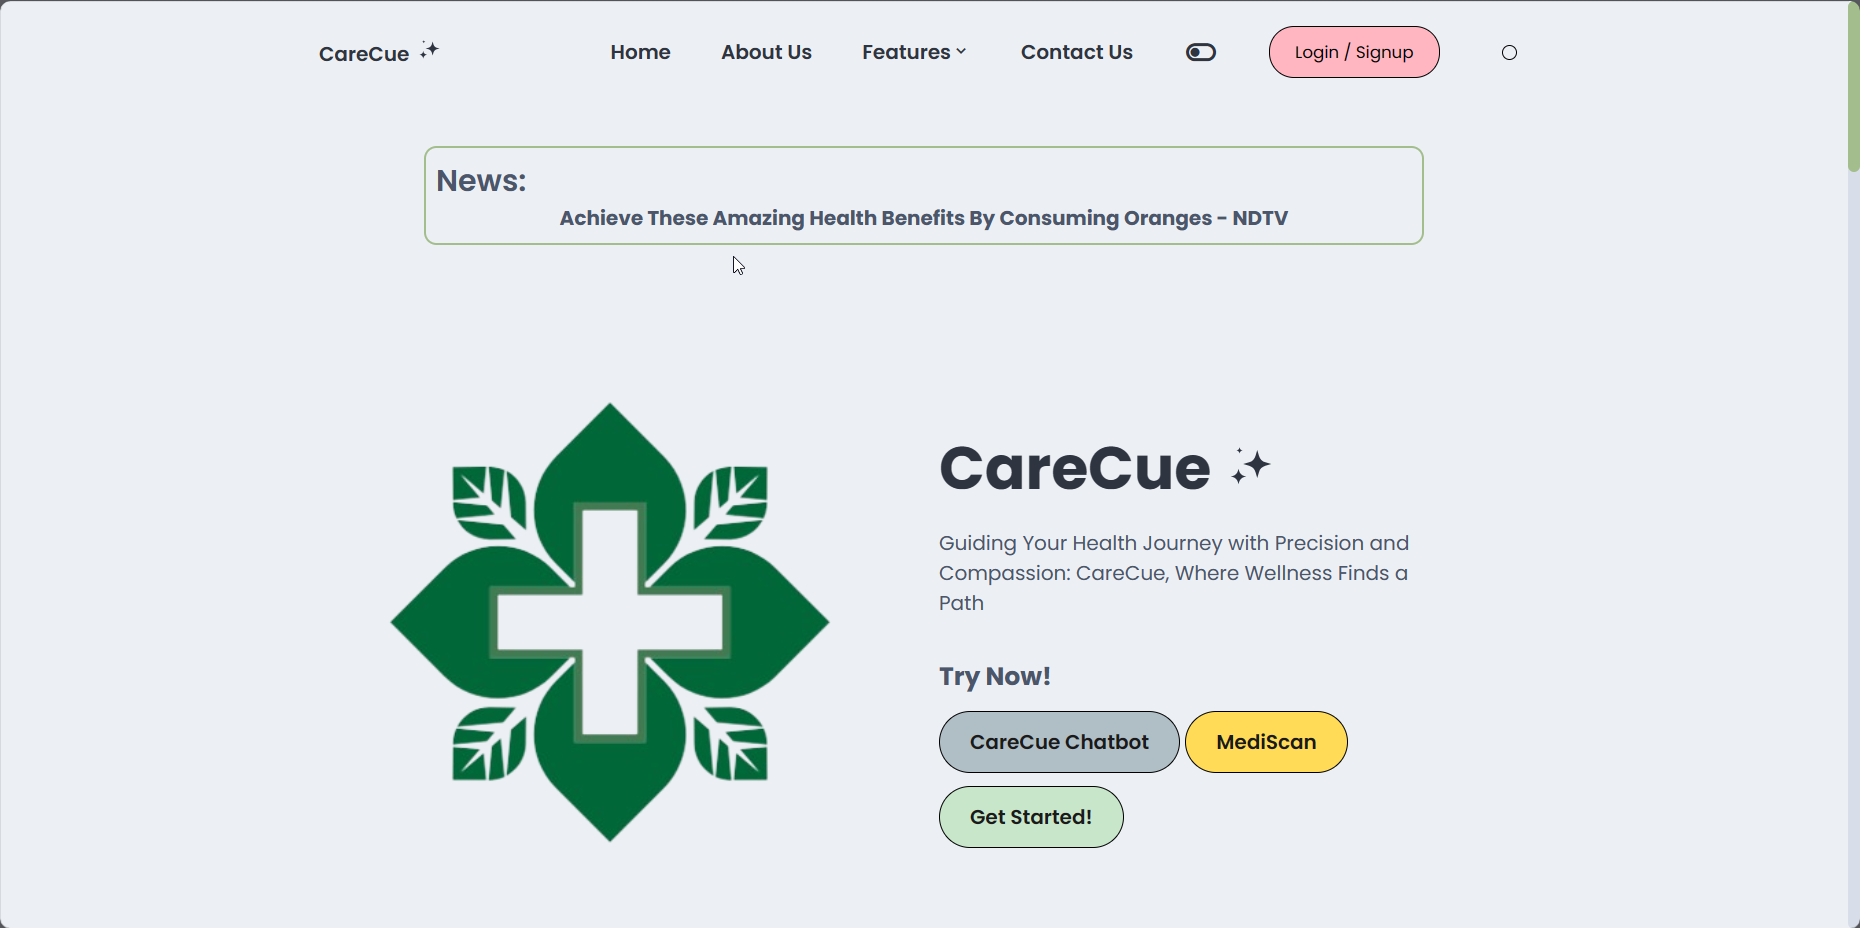 CareCue
Home About Us Features Contact Us Login / Signup
News:
Achieve These Amazing Health Benefits By Consuming Oranges - NDTV
CareCue
Guiding Your Health Journey with Precision and
Compassion: CareCue, Where Wellness Finds a
Path
Try Now!
CareCue Chatbot MediScan
Get Started!